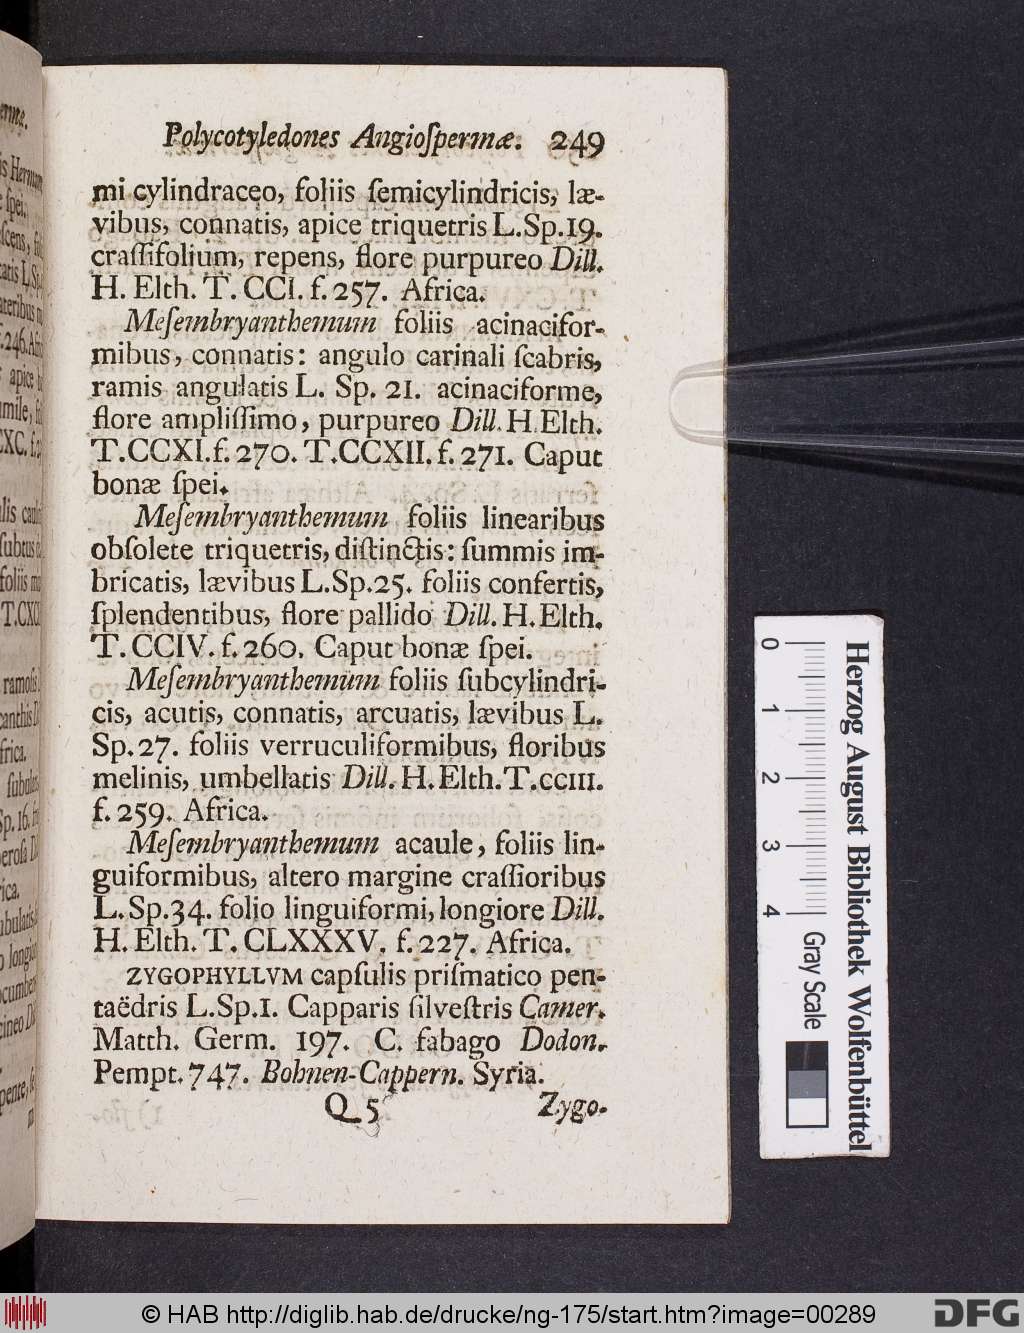 Polycotyledones Angioſpermæ. 249
mi cylindraceo, foliis ſemicylindricis, læ-
vibus, connatis, apice triquetris L.Sp.19.
craſſifolium, repens, flore purpureo Dill.
H. Elth. T. CCI. f. 257. Africa.
Meſembryanthemum foliis acinacifor-
mibus, connatis: angulo carinali ſcabris,
ramis angulatis L. Sp. 21. acinaciforme,
flore ampliſſimo, purpureo Dill. H. Elth.
T.CCXI.f.270. T.CCXII.f.271. Caput
bonæ ſpei.
Meſembryanthemum foliis linearibus
obſolete triquetris, diſtinctis: ſummis im-
bricatis, lævibus L.Sp.25. foliis confertis,
ſplendentibus, flore pallido Dill. H. Elth.
T. CCIV. f. 260. Caput bonæ ſpei.
Meſembryanthemum foliis ſubcylindri-
cis, acutis, connatis, arcuatis, lævibus L.
Sp.27. foliis verruculiformibus, floribus
melinis, umbellatis Dill. H. Elth.T.CCIII.
f. 259. Africa.
Meſembryanthemum acaule, foliis lin-
guiformibus, altero margine craſſioribus
L.Sp.34. folio linguiformi, longiore Dill.
H. Elth. T. CLXXXV. f. 227. Africa.
ZYGOPHYLLVM capſulis priſmatico pen-
taëdris L.Sp.1. Capparis ſilveſtris Camer.
Matth. Germ. 197. C. fabago Dodon.
Pempt. 747. Bohnen-Cappern. Syria.
Q 5 Zygo-
0 1 2 3 4
Gray Scale
Herzog August Bibliothek Wolfenbüttel
© HAB http://diglib.hab.de/drucke/ng-175/start.htm?image=00289
DFG